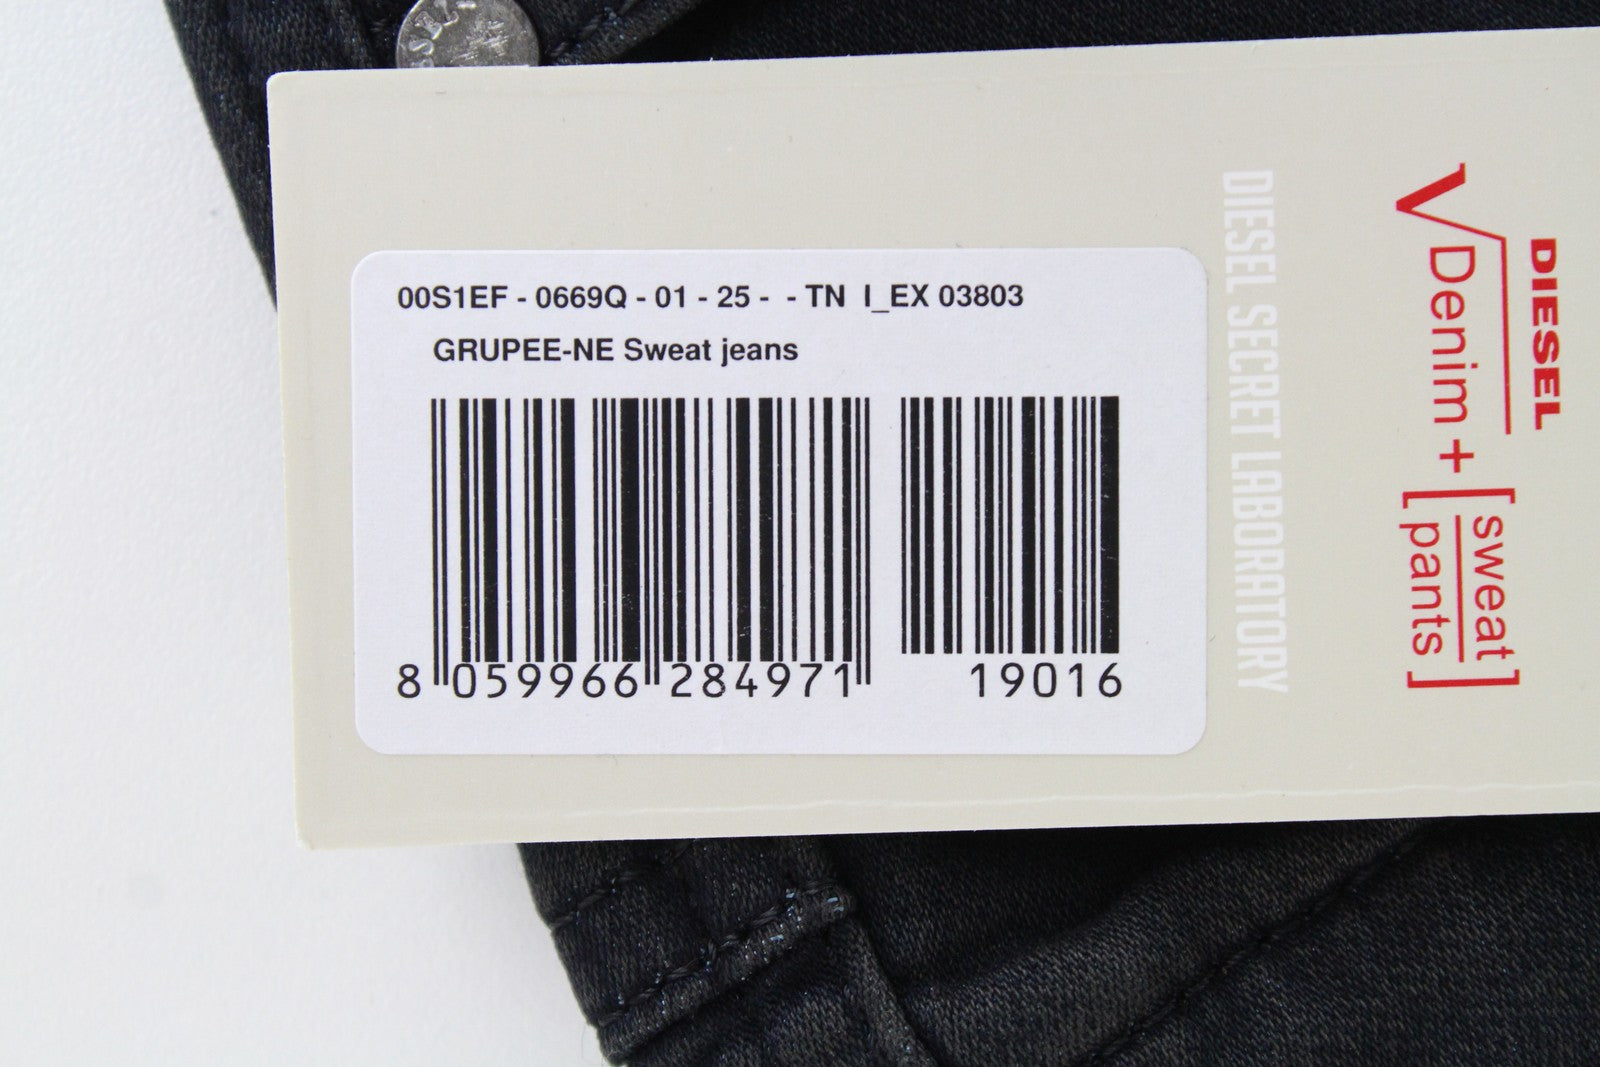 00S1EF - 0669Q - 01 - 25 -  - TN  I_EX 03803
GRUPEE-NE Sweat jeans
8 059966 284971 19016
DIESEL SECRET LABORATORY
DIESEL
√Denim + [sweat
pants]